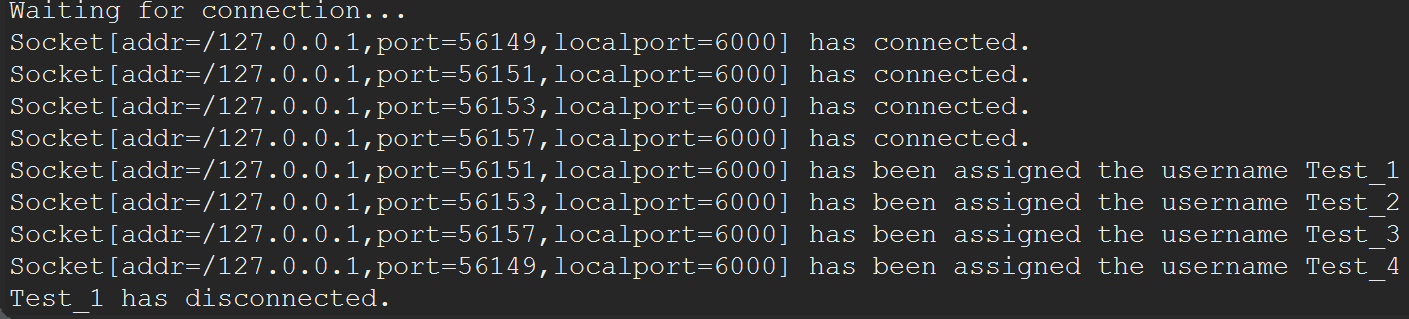 Waiting for connection...
Socket[addr=/127.0.0.1,port=56149,localport=6000] has connected.
Socket[addr=/127.0.0.1,port=56151,localport=6000] has connected.
Socket[addr=/127.0.0.1,port=56153,localport=6000] has connected.
Socket[addr=/127.0.0.1,port=56157,localport=6000] has connected.
Socket[addr=/127.0.0.1,port=56151,localport=6000] has been assigned the username Test_1
Socket[addr=/127.0.0.1,port=56153,localport=6000] has been assigned the username Test_2
Socket[addr=/127.0.0.1,port=56157,localport=6000] has been assigned the username Test_3
Socket[addr=/127.0.0.1,port=56149,localport=6000] has been assigned the username Test_4
Test_1 has disconnected.